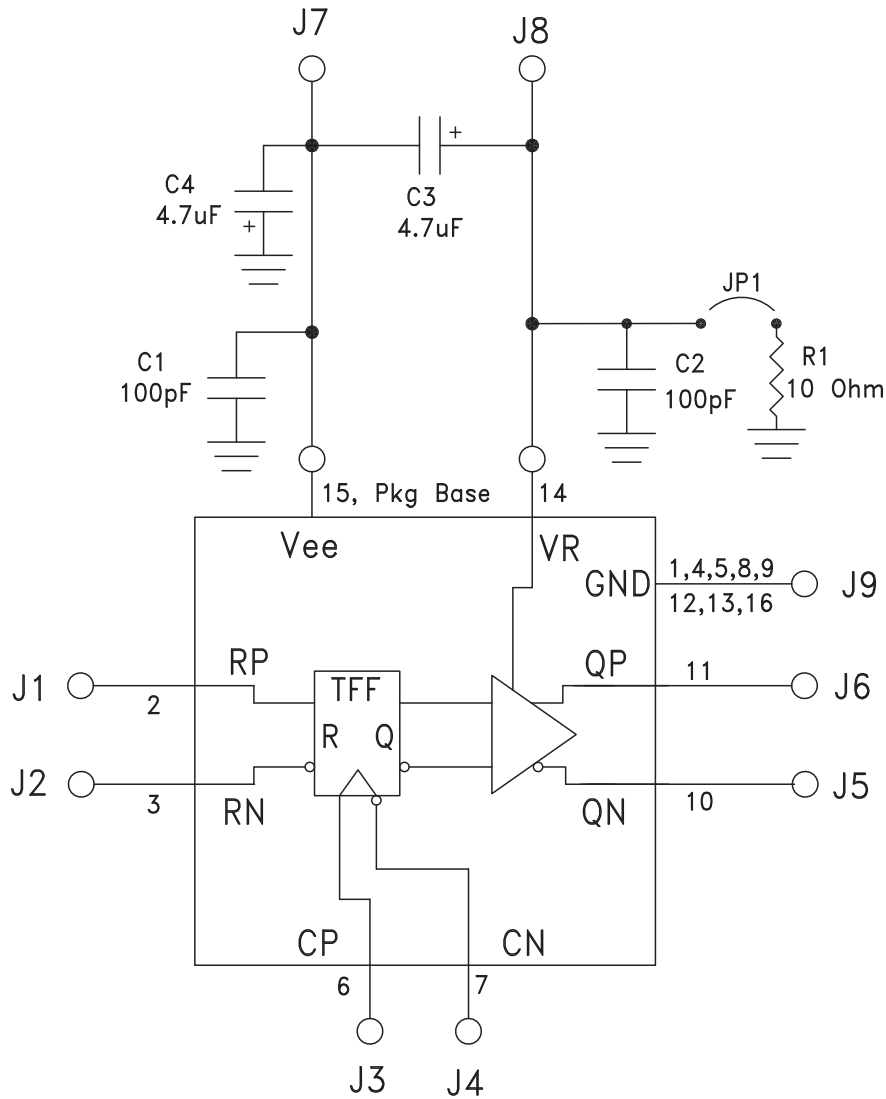 J7
J8
+
C4
4.7uF
+
C3
4.7uF
JP1
C1
100pF
C2
100pF
R1
10 Ohm
15, Pkg Base
14
Vee
VR
GND
1,4,5,8,9
12,13,16
J9
J1
2
RP
TFF
R
Q
QP
11
J6
J2
3
RN
QN
10
J5
CP
CN
6
7
J3
J4